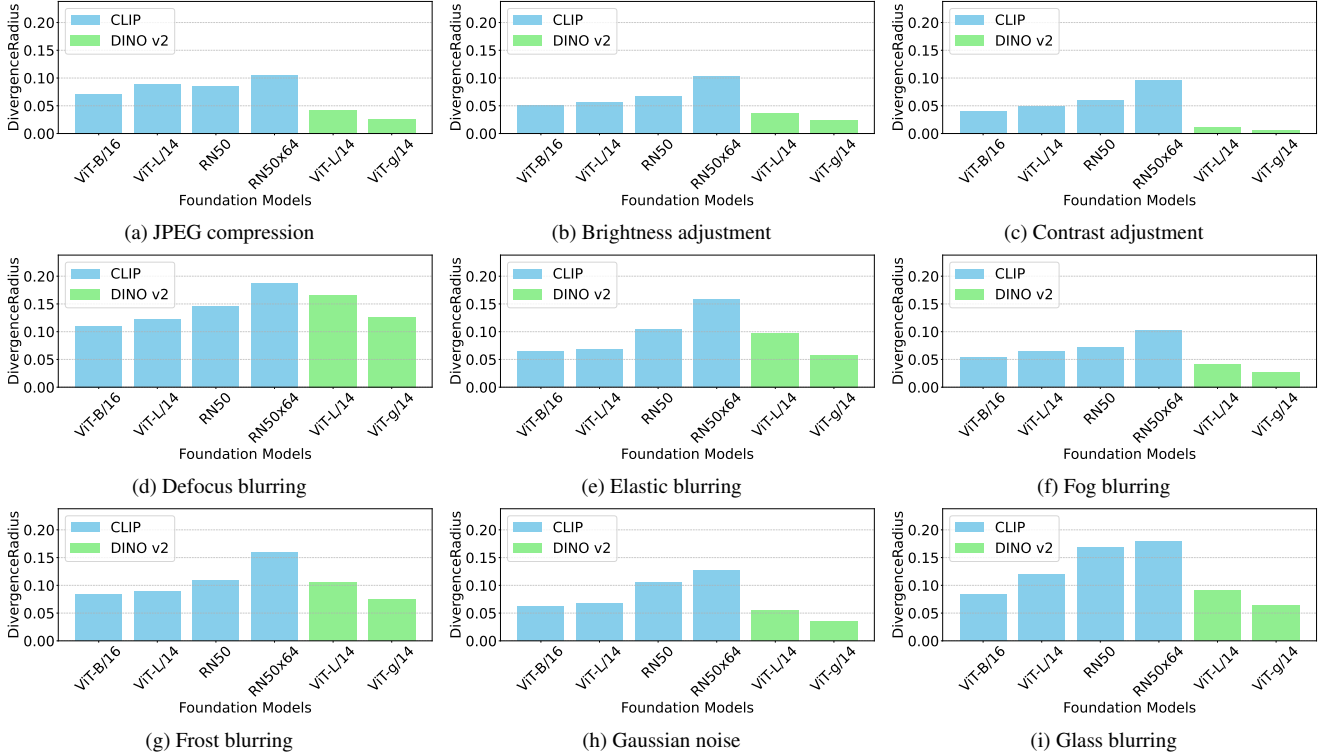 DivergenceRadius
0.20
0.15
0.10
0.05
0.00
CLIP
DINO v2
ViT-B/16
ViT-L/14
RN50
RN50x64
ViT-L/14
ViT-g/14
Foundation Models
(a) JPEG compression
DivergenceRadius
0.20
0.15
0.10
0.05
0.00
CLIP
DINO v2
ViT-B/16
ViT-L/14
RN50
RN50x64
ViT-L/14
ViT-g/14
Foundation Models
(b) Brightness adjustment
DivergenceRadius
0.20
0.15
0.10
0.05
0.00
CLIP
DINO v2
ViT-B/16
ViT-L/14
RN50
RN50x64
ViT-L/14
ViT-g/14
Foundation Models
(c) Contrast adjustment
DivergenceRadius
0.20
0.15
0.10
0.05
0.00
CLIP
DINO v2
ViT-B/16
ViT-L/14
RN50
RN50x64
ViT-L/14
ViT-g/14
Foundation Models
(d) Defocus blurring
DivergenceRadius
0.20
0.15
0.10
0.05
0.00
CLIP
DINO v2
ViT-B/16
ViT-L/14
RN50
RN50x64
ViT-L/14
ViT-g/14
Foundation Models
(e) Elastic blurring
DivergenceRadius
0.20
0.15
0.10
0.05
0.00
CLIP
DINO v2
ViT-B/16
ViT-L/14
RN50
RN50x64
ViT-L/14
ViT-g/14
Foundation Models
(f) Fog blurring
DivergenceRadius
0.20
0.15
0.10
0.05
0.00
CLIP
DINO v2
ViT-B/16
ViT-L/14
RN50
RN50x64
ViT-L/14
ViT-g/14
Foundation Models
(g) Frost blurring
DivergenceRadius
0.20
0.15
0.10
0.05
0.00
CLIP
DINO v2
ViT-B/16
ViT-L/14
RN50
RN50x64
ViT-L/14
ViT-g/14
Foundation Models
(h) Gaussian noise
DivergenceRadius
0.20
0.15
0.10
0.05
0.00
CLIP
DINO v2
ViT-B/16
ViT-L/14
RN50
RN50x64
ViT-L/14
ViT-g/14
Foundation Models
(i) Glass blurring